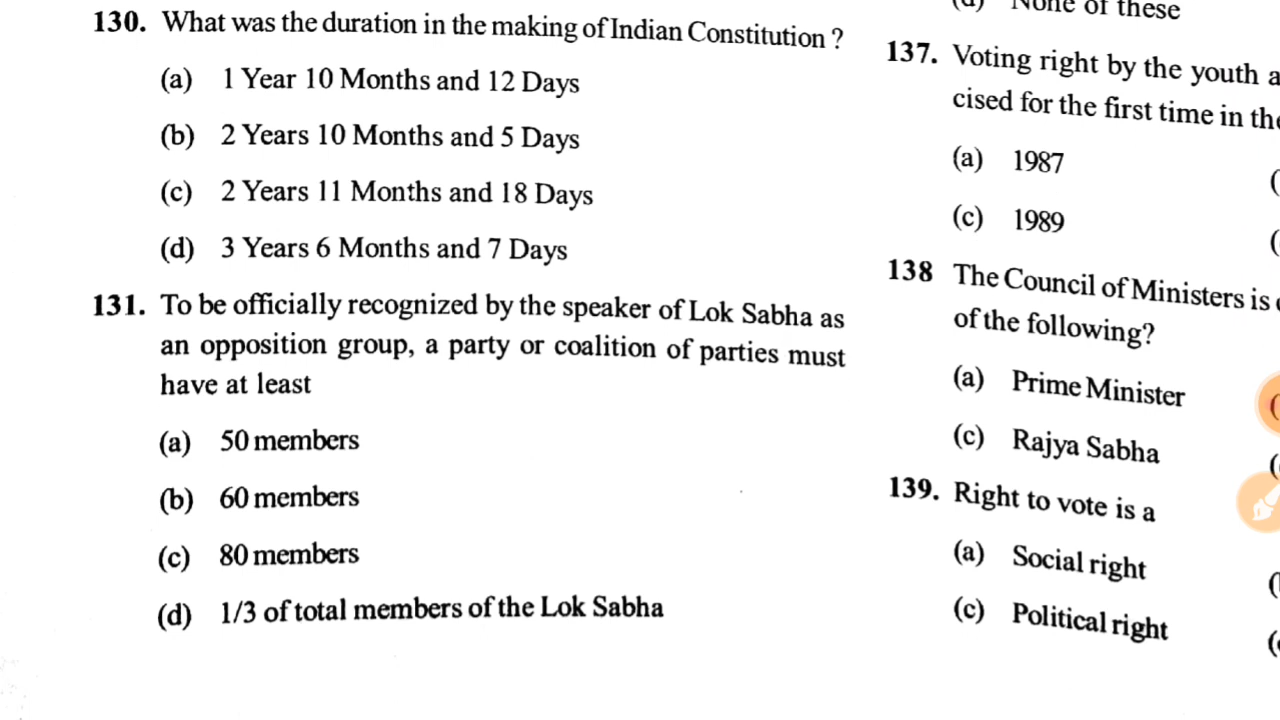 130. What was the duration in the making of Indian Constitution ?
(a) 1 Year 10 Months and 12 Days
(b) 2 Years 10 Months and 5 Days
(c) 2 Years 11 Months and 18 Days
(d) 3 Years 6 Months and 7 Days
131. To be officially recognized by the speaker of Lok Sabha as
an opposition group, a party or coalition of parties must
have at least
(a) 50 members
(b) 60 members
(c) 80 members
(d) 1/3 of total members of the Lok Sabha
(d) None of these
137. Voting right by the youth
cised for the first time in
(a) 1987
(c) 1989
138 The Council of Ministers is
of the following?
(a) Prime Minister
(c) Rajya Sabha
139. Right to vote is a
(a) Social right
(c) Political right